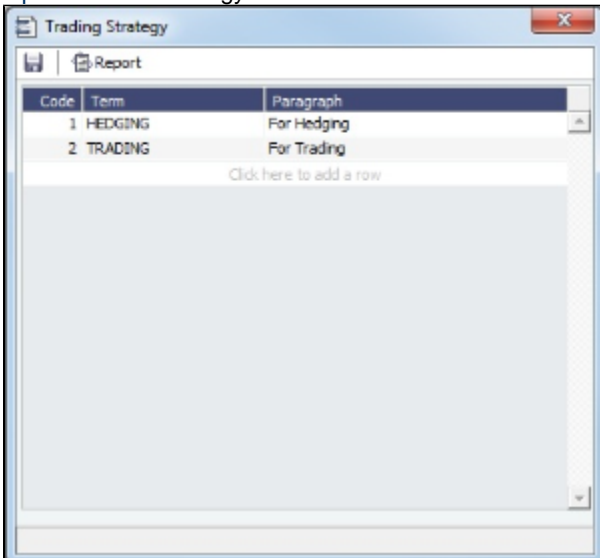 Trading Strategy
Report
Code Term Paragraph
1 HEDGING For Hedging
2 TRADING For Trading
Click here to add a row